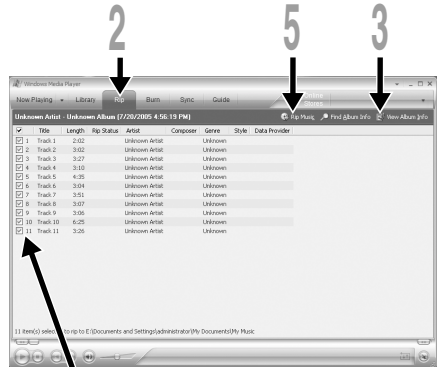 2 5 3
Windows Media Player
Now Playing Library Rip Burn Sync Guide Online Stores
Unknown Artist - Unknown Album (7/20/2005 4:56:19 PM) Rip Music Find Album Info View Album Info
Title Length Rip Status Artist Composer Genre Style Data Provider
1 Track 1 2:02 Unknown Artist Unknown
2 Track 2 3:02 Unknown Artist Unknown
3 Track 3 3:27 Unknown Artist Unknown
4 Track 4 3:10 Unknown Artist Unknown
5 Track 5 4:35 Unknown Artist Unknown
6 Track 6 3:04 Unknown Artist Unknown
7 Track 7 3:51 Unknown Artist Unknown
8 Track 8 3:07 Unknown Artist Unknown
9 Track 9 3:06 Unknown Artist Unknown
10 Track 10 6:25 Unknown Artist Unknown
11 Track 11 3:26 Unknown Artist Unknown
11 item(s) selec to rip to E:\Documents and Settings\administrator\My Documents\My Music